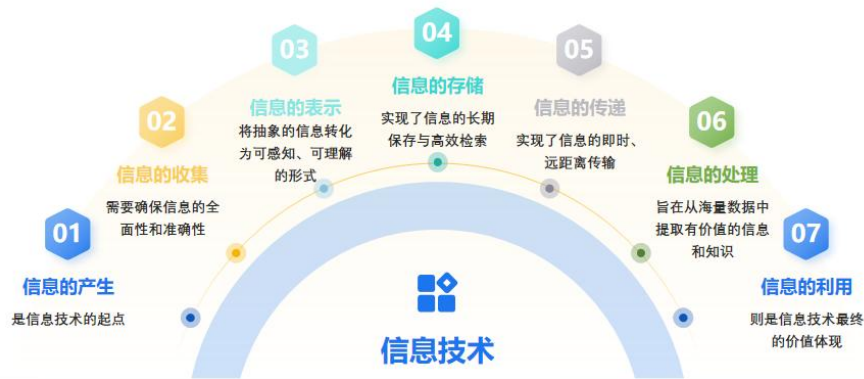 01
信息的产生
是信息技术的起点
02
信息的收集
需要确保信息的全
面性和准确性
03
信息的表示
将抽象的信息转化
为可感知、可理解
的形式
04
信息的存储
实现了信息的长期
保存与高效检索
05
信息的传递
实现了信息的即时、
远距离传输
06
信息的处理
旨在从海量数据中
提取有价值的信息
和知识
07
信息的利用
则是信息技术最终
的价值体现
信息技术